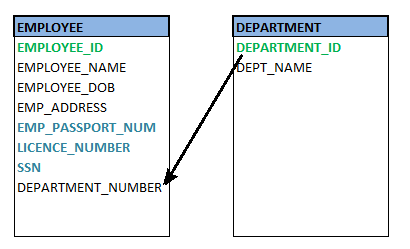 EMPLOYEE
EMPLOYEE_ID
EMPLOYEE_NAME
EMPLOYEE_DOB
EMP_ADDRESS
EMP_PASSPORT_NUM
LICENCE_NUMBER
SSN
DEPARTMENT_NUMBER
DEPARTMENT
DEPARTMENT_ID
DEPT_NAME